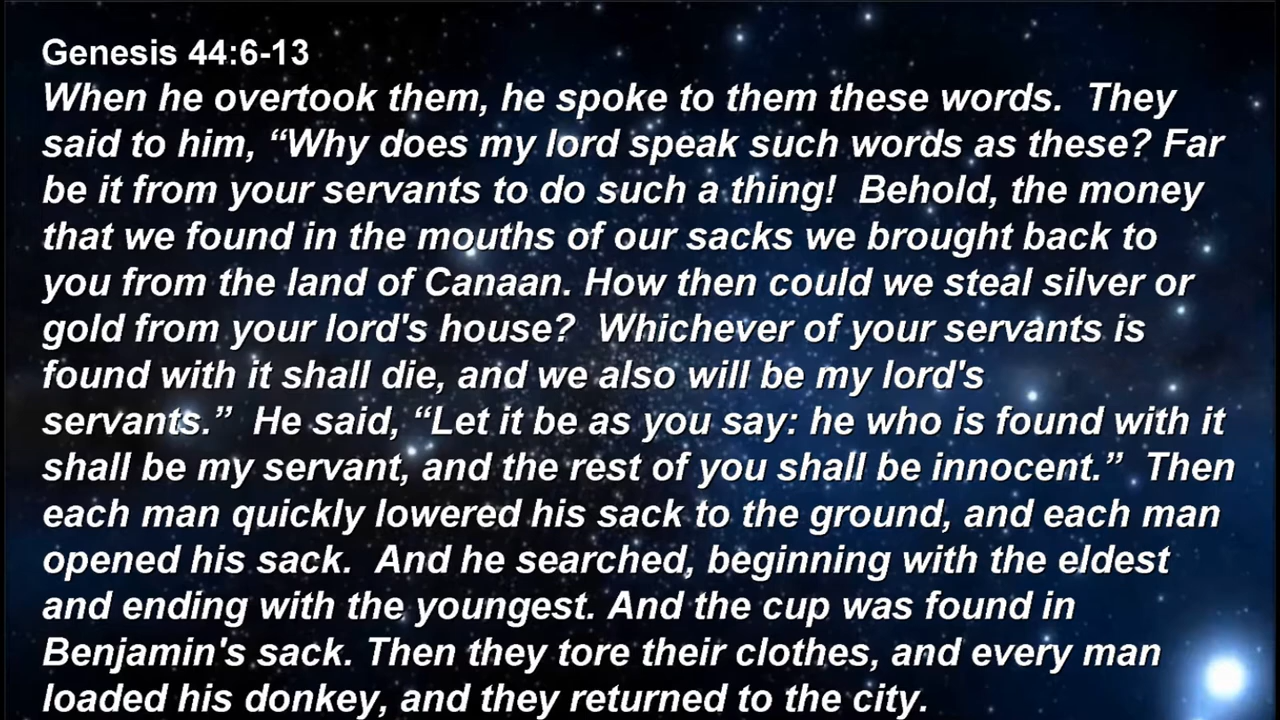 Genesis 44:6-13
When he overtook them, he spoke to them these words.  They
said to him, “Why does my lord speak such words as these? Far
be it from your servants to do such a thing!  Behold, the money
that we found in the mouths of our sacks we brought back to
you from the land of Canaan. How then could we steal silver or
gold from your lord's house?  Whichever of your servants is
found with it shall die, and we also will be my lord's
servants.”  He said, “Let it be as you say: he who is found with it
shall be my servant, and the rest of you shall be innocent.”  Then
each man quickly lowered his sack to the ground, and each man
opened his sack.  And he searched, beginning with the eldest
and ending with the youngest. And the cup was found in
Benjamin's sack. Then they tore their clothes, and every man
loaded his donkey, and they returned to the city.